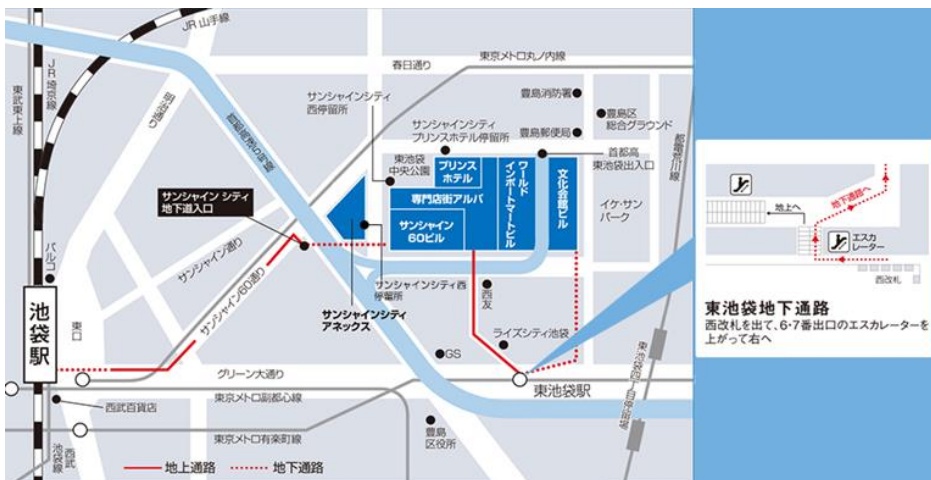 JR山手線
東京メトロ丸ノ内線
春日通り
JR埼京線
東武東上線
明治通り
首都高速5号線
サンシャインシティ
西停留所
豊島消防署
豊島区
総合グラウンド
サンシャインシティ
プリンスホテル停留所
豊島郵便局
都電荒川線
東池袋
中央公園
首都高
東池袋出入口
プリンス
ホテル
ワールド
インポートマートビル
文化会館ビル
専門店街アルパ
サンシャイン
60ビル
イケ・サン
パーク
サンシャイン シティ
地下道入口
サンシャイン通り
サンシャイン60通り
サンシャインシティ西
停留所
サンシャインシティ
アネックス
パルコ
池袋駅
東口
西友
ライズシティ池袋
GS
グリーン大通り
東池袋駅
東池袋四丁目停留場
東京メトロ副都心線
西武百貨店
東京メトロ有楽町線
豊島
区役所
西武
池袋線
地上通路
地下通路
地下通路へ
地上へ
エスカ
レーター
西改札
東池袋地下通路
西改札を出て、6・7番出口のエスカレーターを
上がって右へ